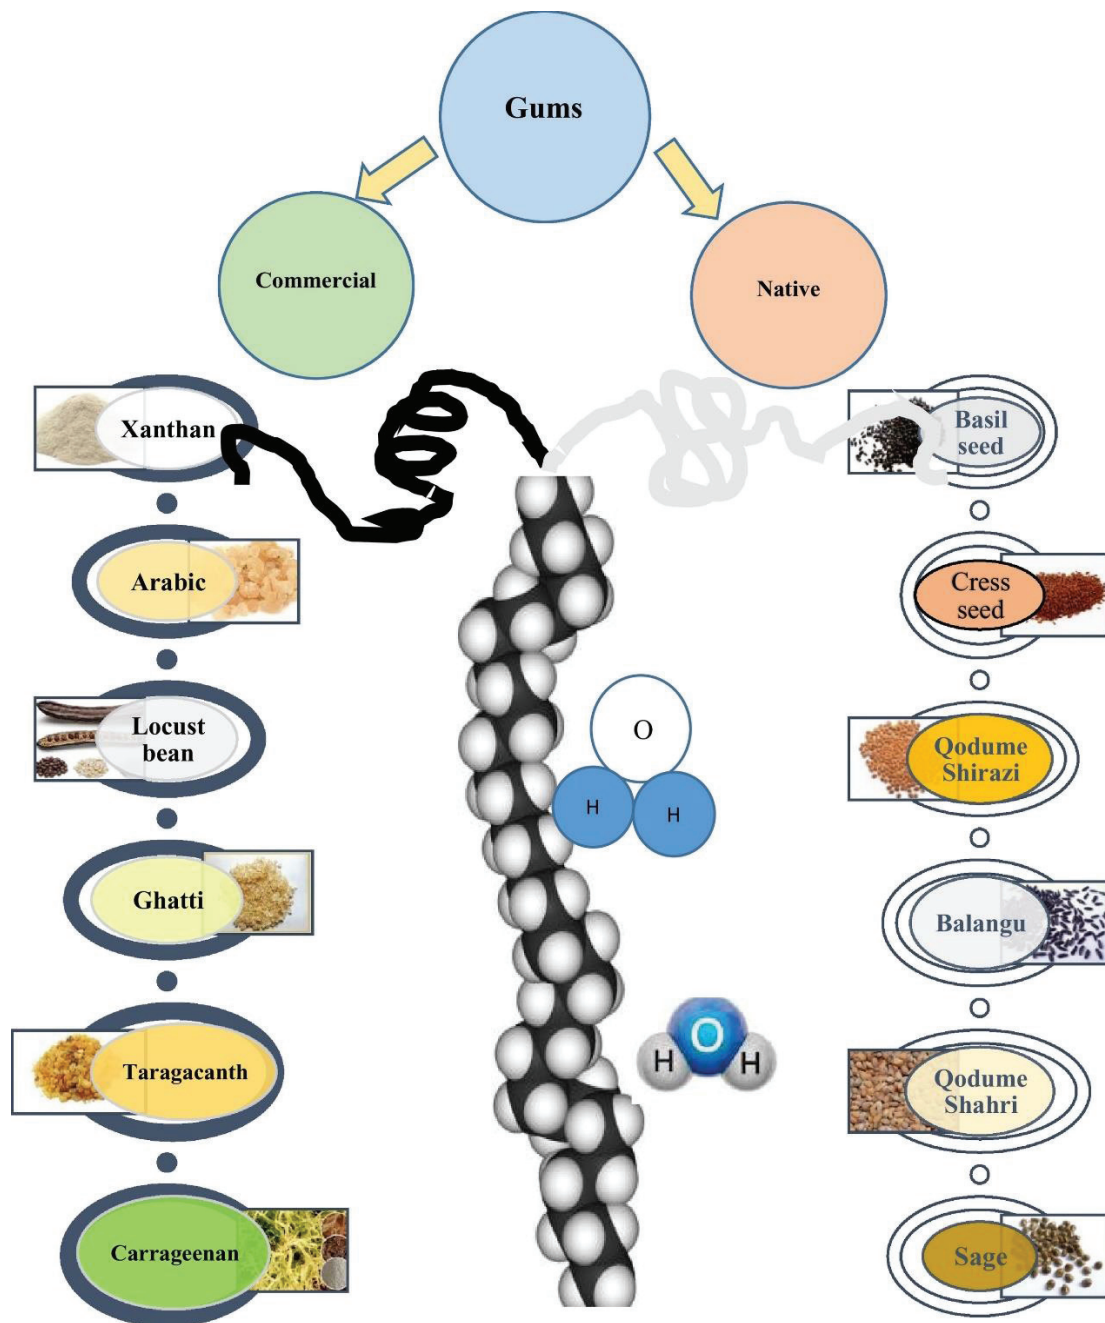 Gums
Commercial
Native
Xanthan
Arabic
Locust
bean
Ghatti
Taragacanth
Carrageenan
O
H
H
O
H
H
Basil
seed
Cress
seed
Qodume
Shirazi
Balangu
Qodume
Shahri
Sage